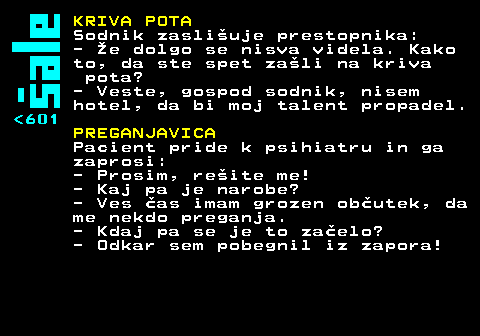 Šale
<601
KRIVA POTA
Sodnik zaslišuje prestopnika:
- Že dolgo se nisva videla. Kako
to, da ste spet zašli na kriva
pota?
- Veste, gospod sodnik, nisem
hotel, da bi moj talent propadel.
PREGANJAVICA
Pacient pride k psihiatru in ga
zaprosi:
- Prosim, rešite me!
- Kaj pa je narobe?
- Ves čas imam grozen občutek, da
me nekdo preganja.
- Kdaj pa se je to začelo?
- Odkar sem pobegnil iz zapora!